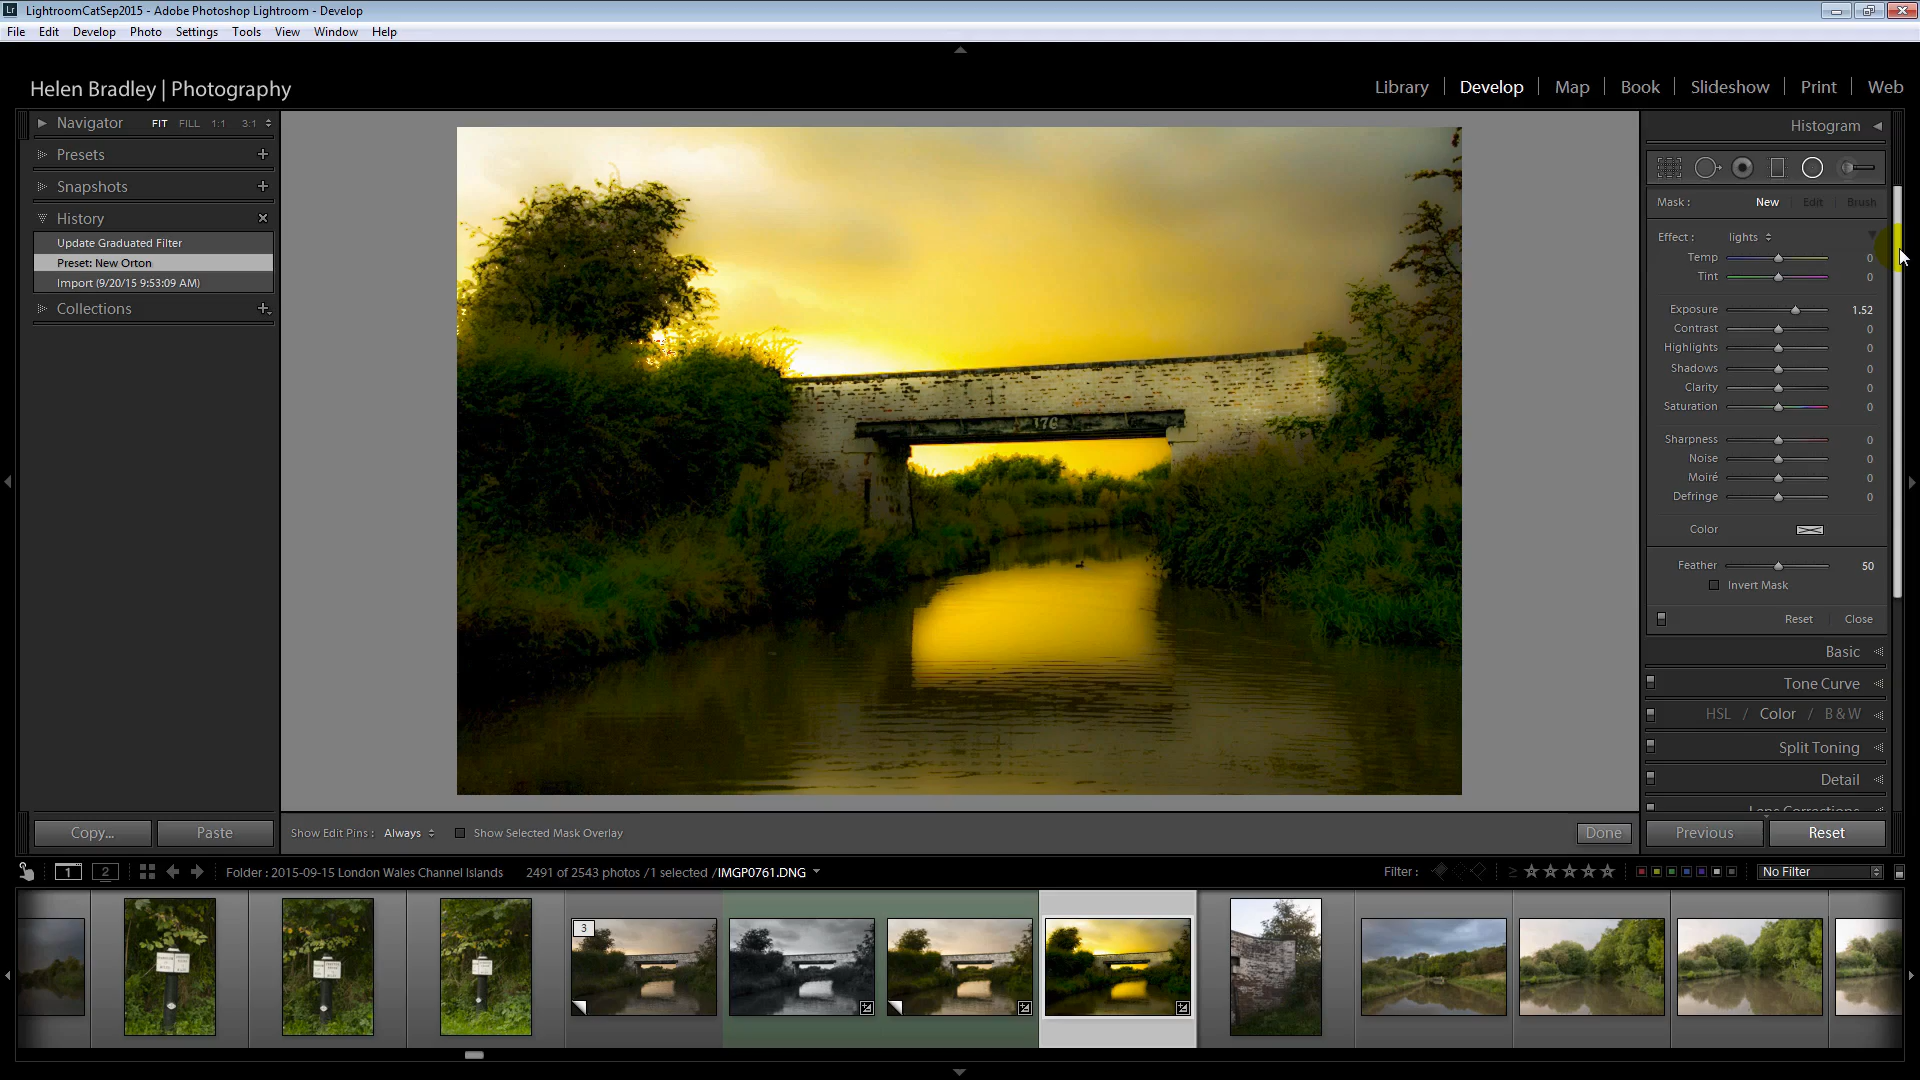 LightroomCatSep2015 - Adobe Photoshop Lightroom - Develop
File Edit Develop Photo Settings Tools View Window Help
Helen Bradley | Photography
Library | Develop | Map | Book | Slideshow | Print | Web
Navigator FIT FILL 1:1 3:1
Presets
Snapshots
History
Update Graduated Filter
Preset: New Orton
Import (9/20/15 9:53:09 AM)
Collections
176
Histogram
Mask : New Edit Brush
Effect : lights
Temp 0
Tint 0
Exposure 1.52
Contrast 0
Highlights 0
Shadows 0
Clarity 0
Saturation 0
Sharpness 0
Noise 0
Moiré 0
Defringe 0
Color
Feather 50
Invert Mask
Reset Close
Basic
Tone Curve
HSL / Color / B & W
Split Toning
Detail
Lens Corrections
Copy... Paste
Show Edit Pins : Always Show Selected Mask Overlay Done
Previous Reset
1 2 Folder : 2015-09-15 London Wales Channel Islands 2491 of 2543 photos / 1 selected / IMGP0761.DNG Filter : No Filter
3